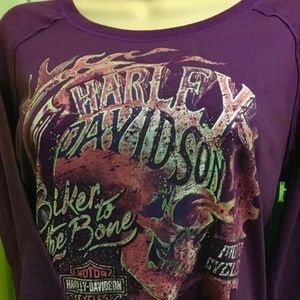 HARLEY
DAVIDSON
Biker to
the Bone
MOTOR
HARLEY-DAVIDSON
CYCLES